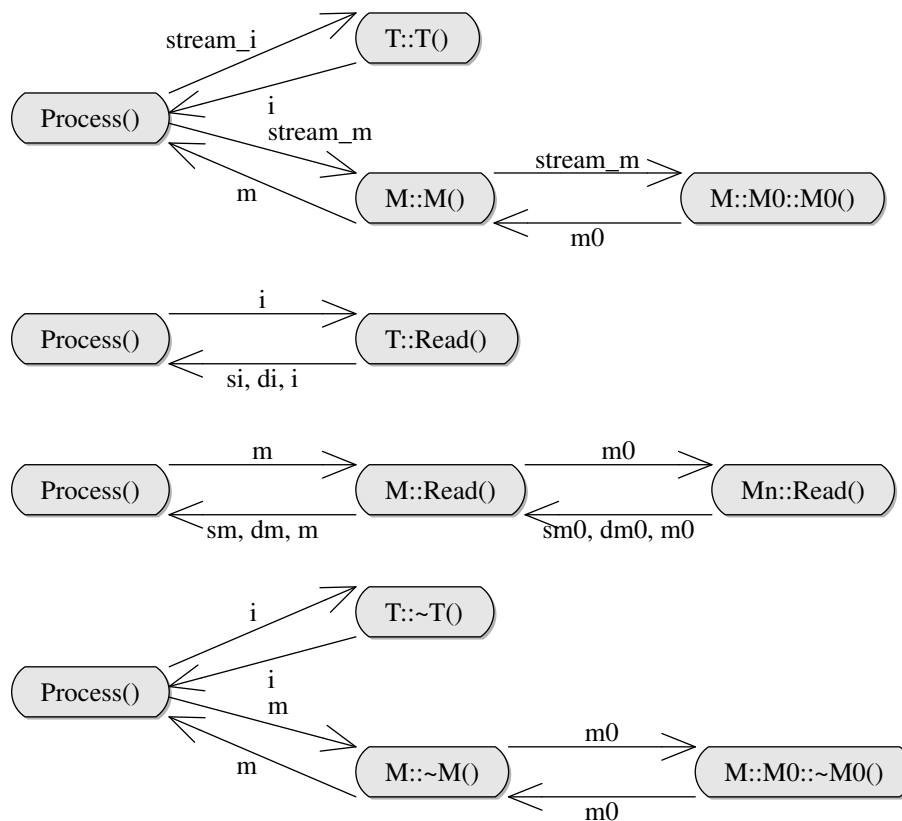 stream_i
T::T()
Process()
i
stream_m
stream_m
m
M::M()
M::M0::M0()
m0
i
Process()
T::Read()
si, di, i
m
m0
Process()
M::Read()
Mn::Read()
sm, dm, m
sm0, dm0, m0
i
T::~T()
Process()
i
m
m0
m
M::~M()
M::M0::~M0()
m0